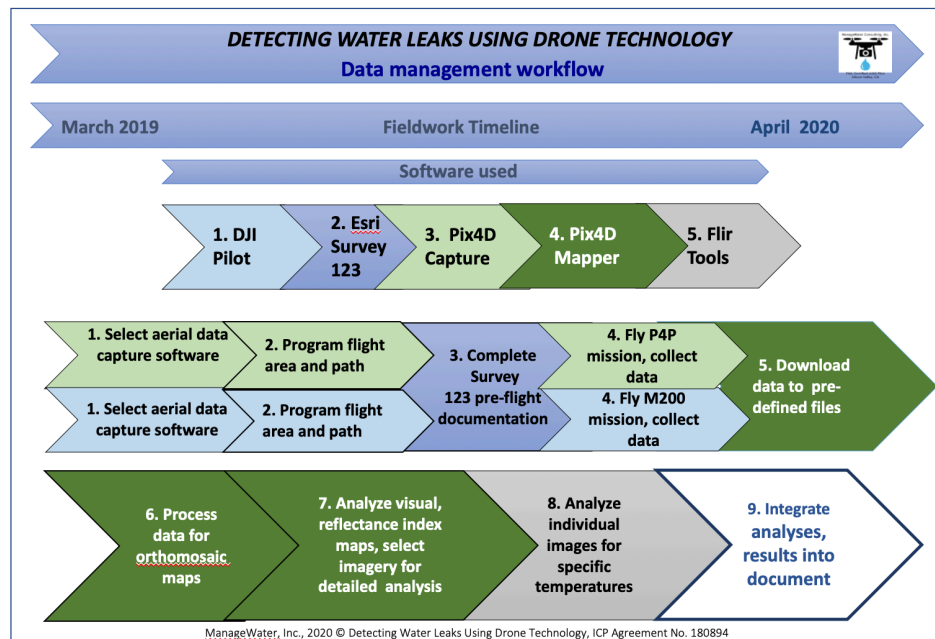 DETECTING WATER LEAKS USING DRONE TECHNOLOGY
Data management workflow
ManageWater Consulting, Inc.
March 2019
Fieldwork Timeline
April 2020
Software used
1. DJI
Pilot
2. Esri
Survey
123
3. Pix4D
Capture
4. Pix4D
Mapper
5. Flir
Tools
1. Select aerial data
capture software
2. Program flight
area and path
1. Select aerial data
capture software
2. Program flight
area and path
3. Complete
Survey
123 pre-flight
documentation
4. Fly P4P
mission, collect
data
4. Fly M200
mission, collect
data
5. Download
data to pre-
defined files
6. Process
data for
orthomosaic
maps
7. Analyze visual,
reflectance index
maps, select
imagery for
detailed analysis
8. Analyze
individual
images for
specific
temperatures
9. Integrate
analyses,
results into
document
ManageWater, Inc., 2020 © Detecting Water Leaks Using Drone Technology, ICP Agreement No. 180894